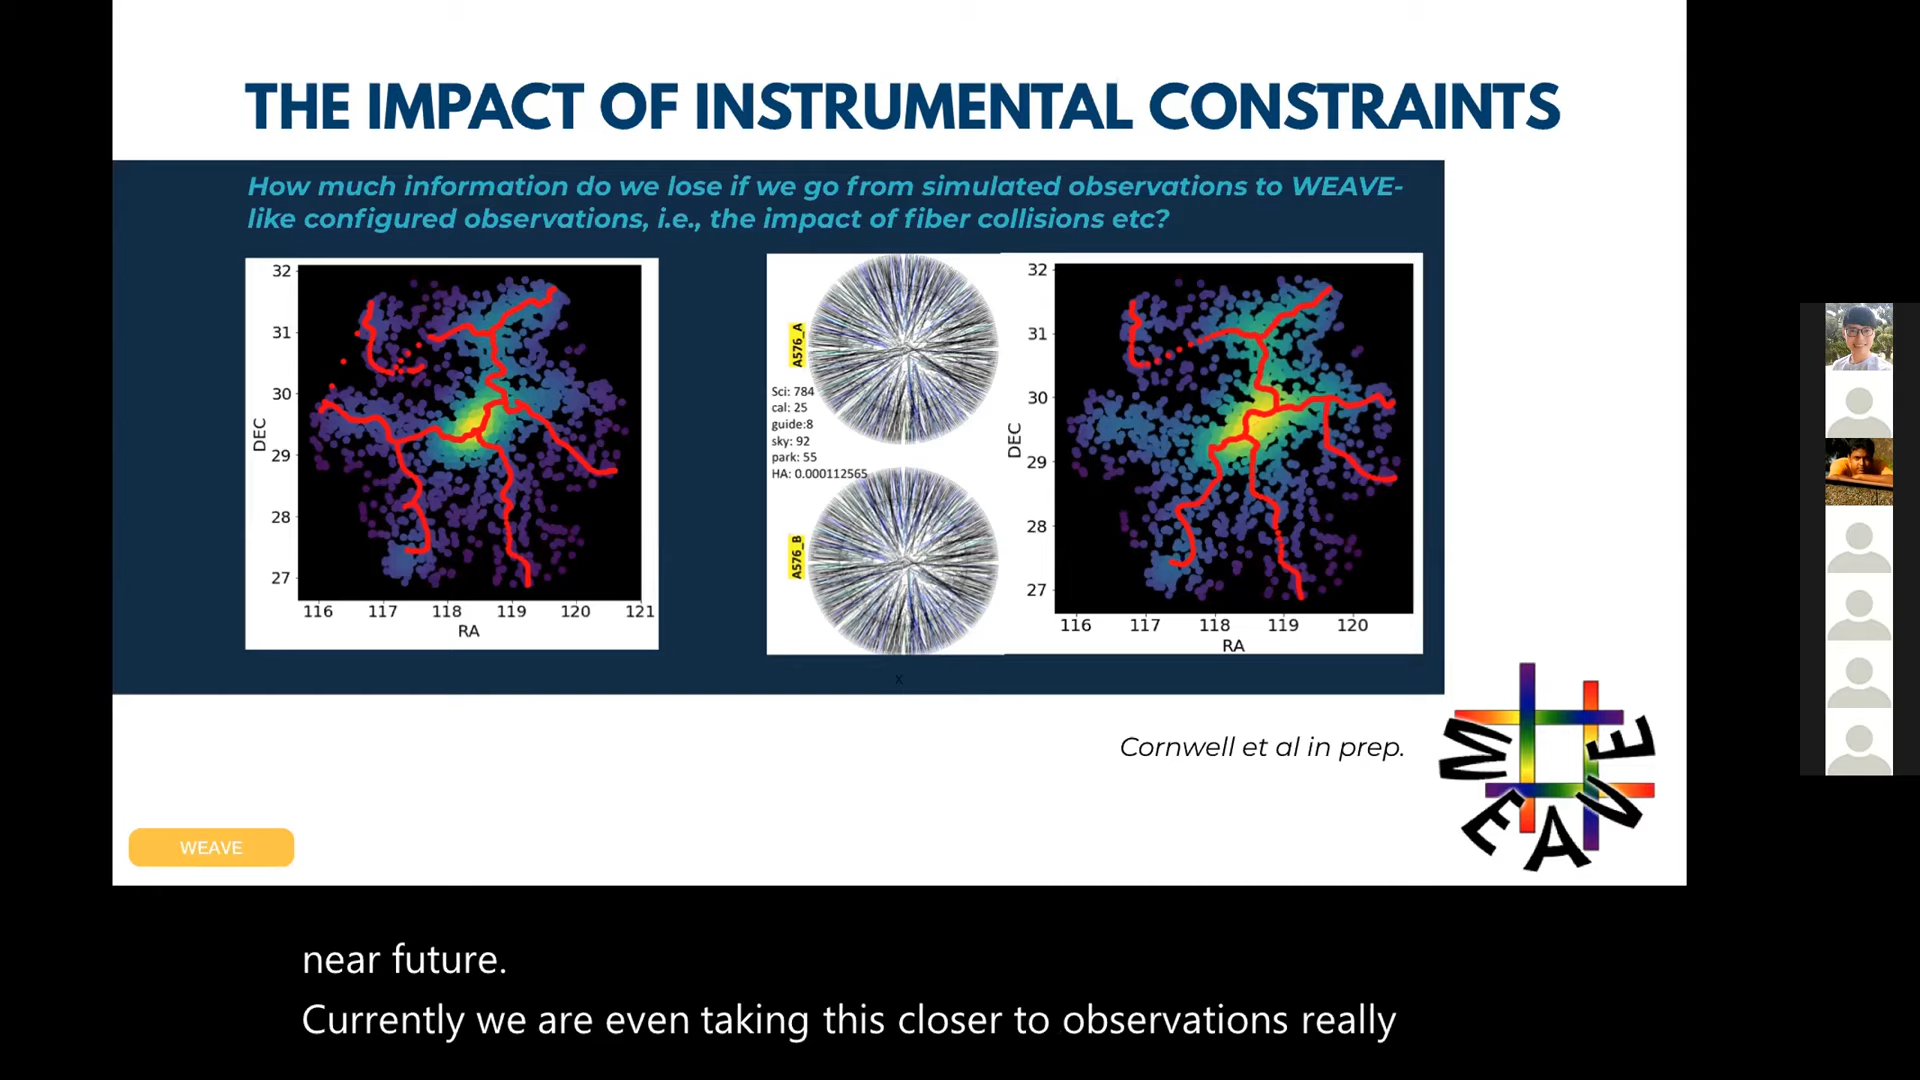 THE IMPACT OF INSTRUMENTAL CONSTRAINTS
How much information do we lose if we go from simulated observations to WEAVE-
like configured observations, i.e., the impact of fiber collisions etc?
32
31
30
29
28
27
DEC
116 117 118 119 120 121
RA
A576_A
Sci: 784
cal: 25
guide:8
sky: 92
park: 55
HA: 0.000112565
A576_B
x
32
31
30
29
28
27
DEC
116 117 118 119 120
RA
Cornwell et al in prep.
WEAVE
WEAVE
near future.
Currently we are even taking this closer to observations really